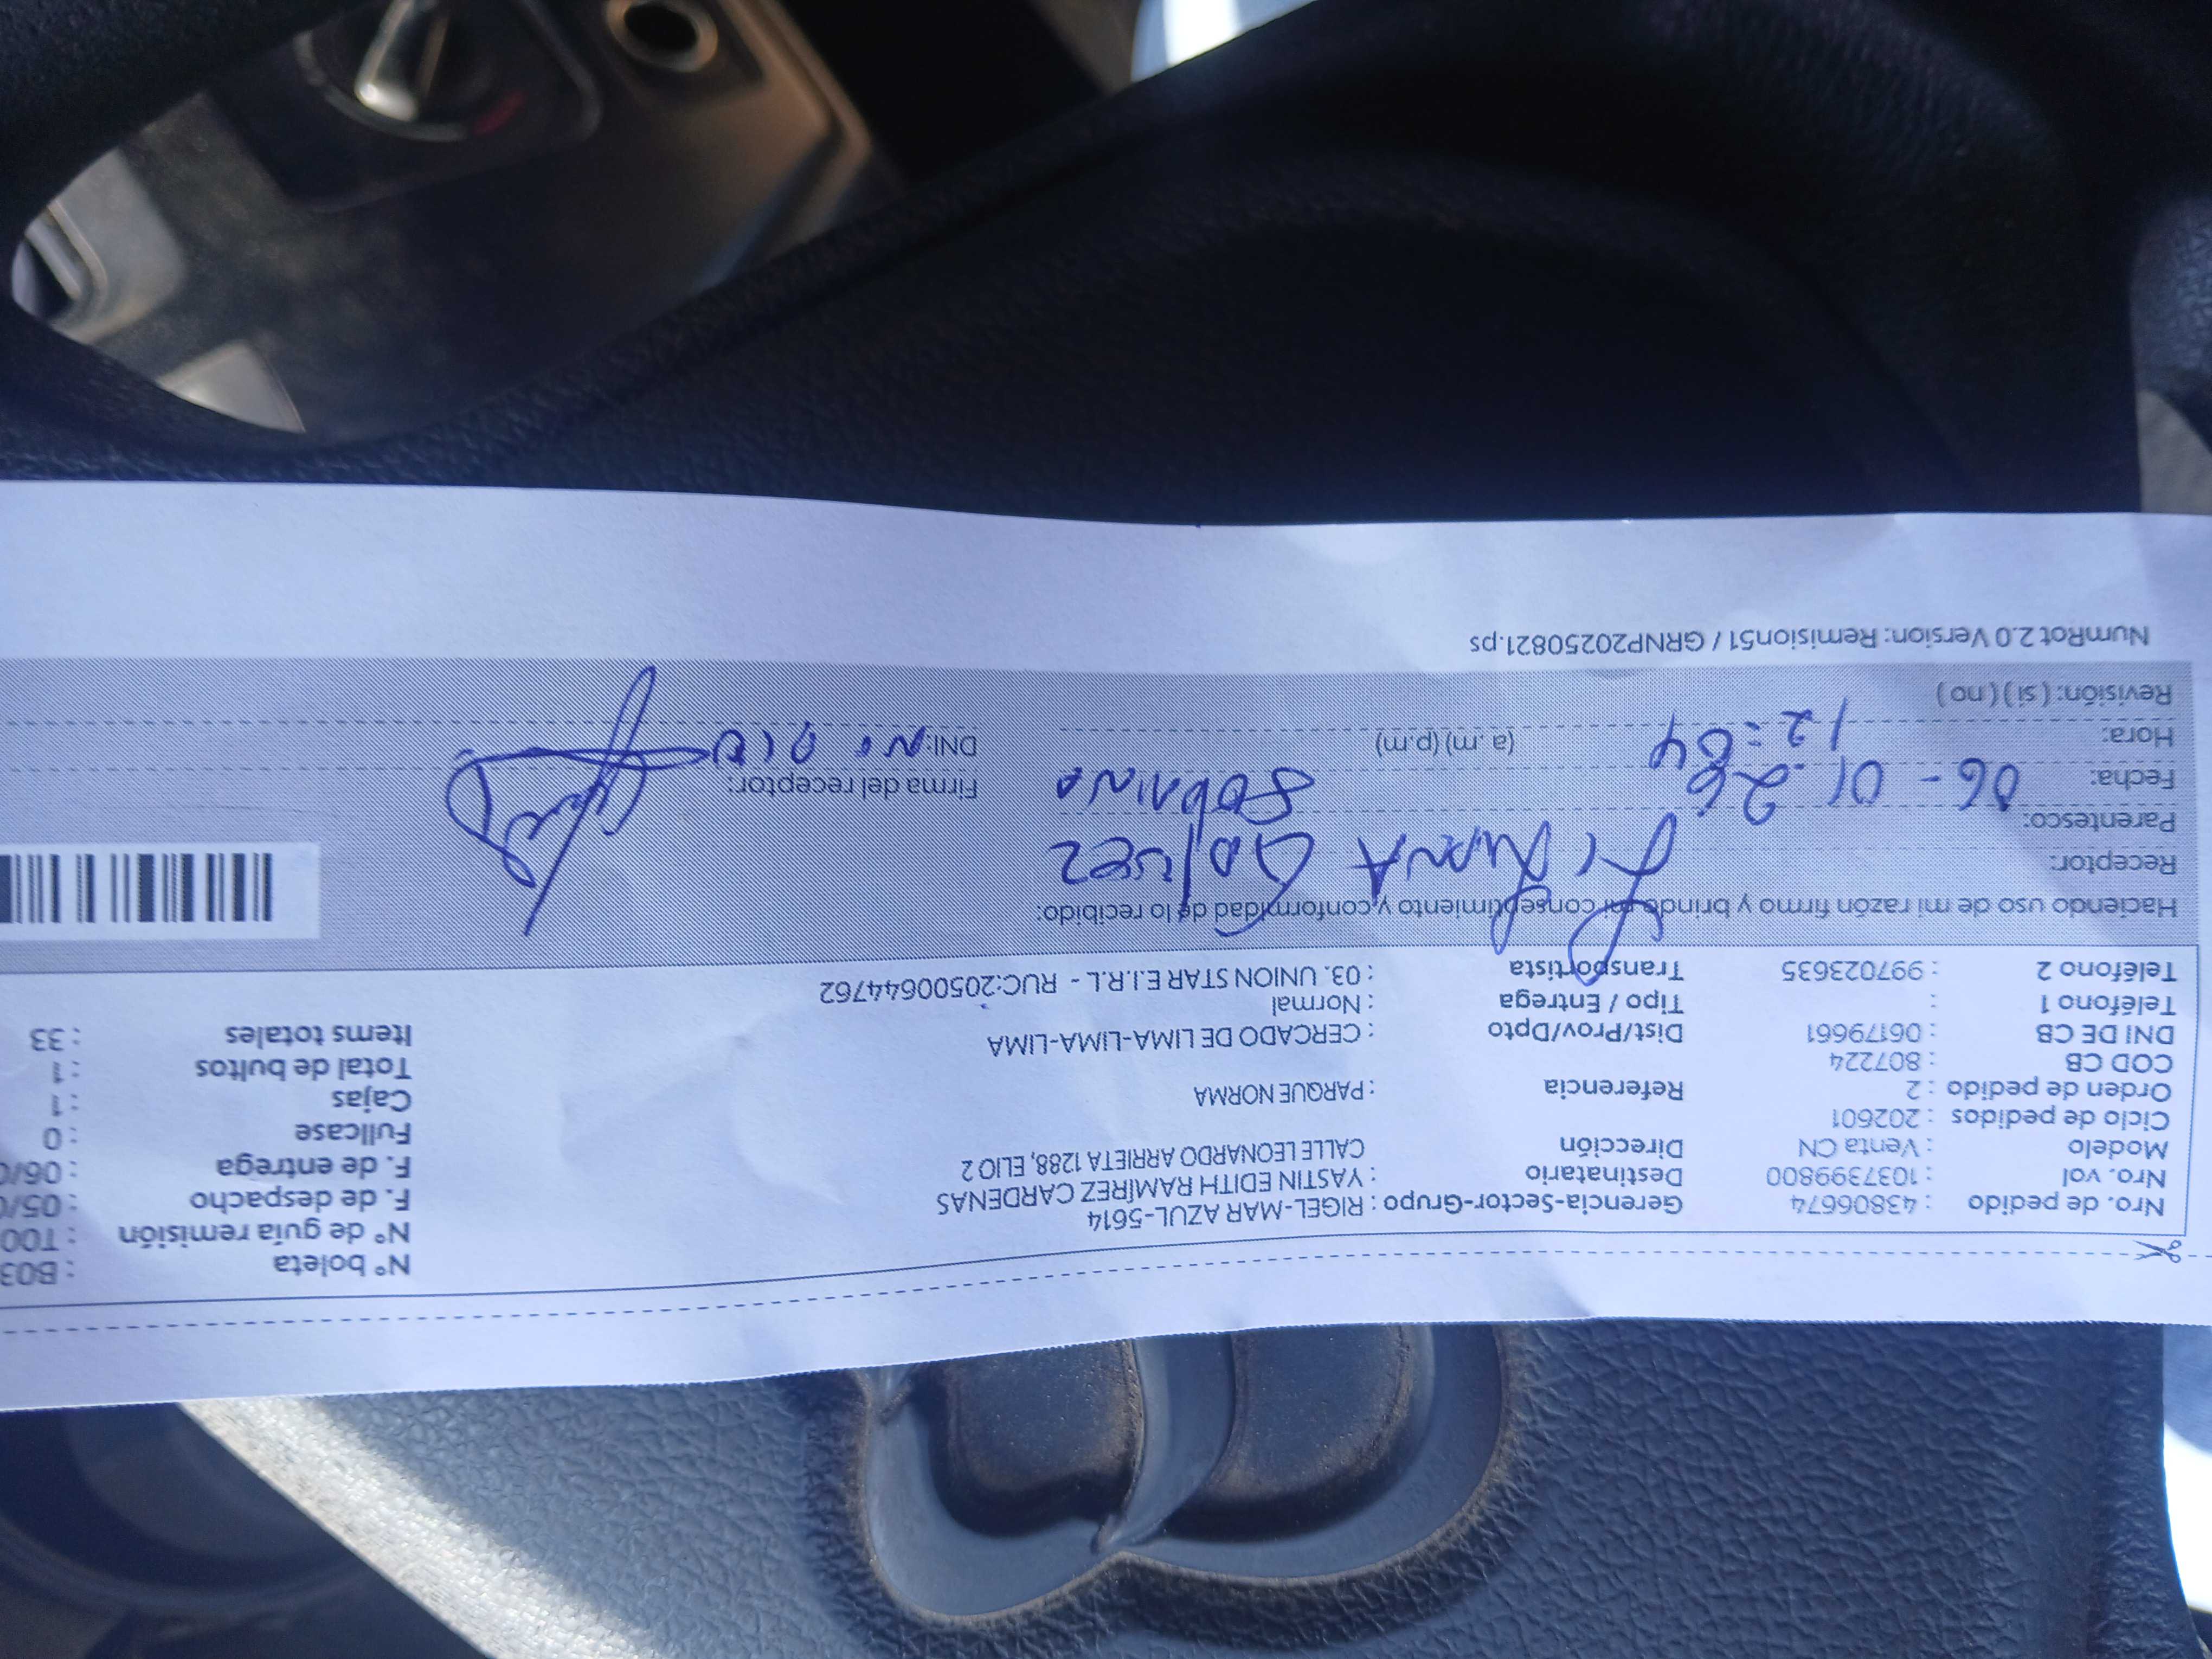 Nro. de pedido : 43806674
Nro. vol : 1037399800
Modelo : Venta CN
Ciclo de pedidos : 202601
Orden de pedido : 2
COD CB : 807224
DNI DE CB : 06179661
Teléfono 1 :
Teléfono 2 : 997023635
Gerencia-Sector-Grupo : RIGEL-MAR AZUL-5614
Destinatario : YASTIN EDITH RAMÍREZ CARDENAS
Dirección CALLE LEONARDO ARRIETA 1288, ELIO 2
Referencia : PARQUE NORMA
Dist/Prov/Dpto : CERCADO DE LIMA-LIMA-LIMA
Tipo / Entrega : Normal
Transportista : 03. UNION STAR E.I.R.L - RUC:20500644762
N° boleta : B03
N° de guía remisión : T00
F. de despacho : 05/0
F. de entrega : 06/0
Fullcase : 0
Cajas : 1
Total de bultos : 1
Items totales : 33
Haciendo uso de mi razón firmo y brindo mi consentimiento y conformidad de lo recibido:
Receptor:
Parentesco: SOBRINA
Fecha: 06 - 01 - 26
Hora: (a. m) (p.m)
Revisión: ( si ) ( no )
Firma del receptor:
DNI: No DIO
NumRot 2.0 Version: Remision51 / GRNP20250821.ps